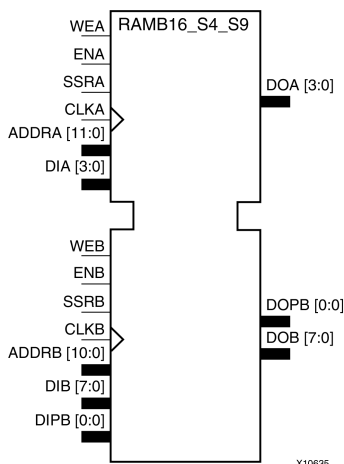 RAMB16_S4_S9
WEA
ENA
SSRA
CLKA
ADDRA [11:0]
DIA [3:0]
DOA [3:0]
WEB
ENB
SSRB
CLKB
ADDRB [10:0]
DIB [7:0]
DIPB [0:0]
DOPB [0:0]
DOB [7:0]
X10635